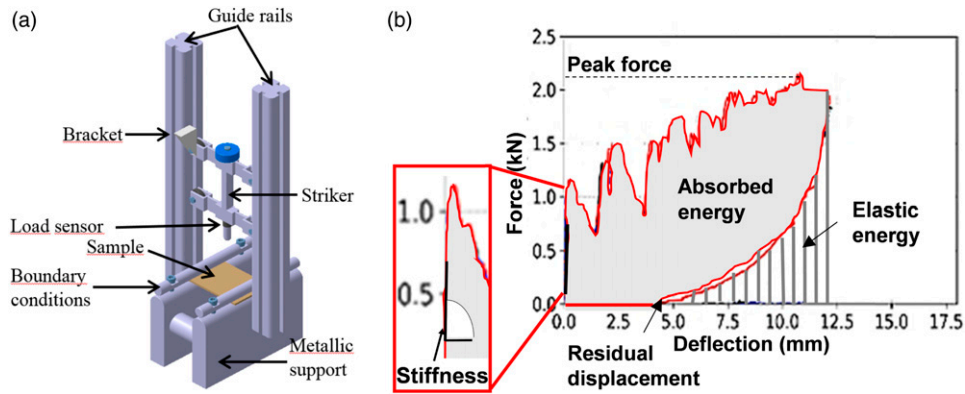 (a)
Guide rails
Bracket
Striker
Load sensor
Sample
Boundary
conditions
Metallic
support
(b)
2.5
Peak force
2.0
1.5
1.0
0.5
0.0
Force (kN)
Absorbed
energy
Elastic
energy
1.0
0.5
Stiffness
0.0 2.5 5.0 7.5 10.0 12.5 15.0 17.5
Deflection (mm)
Residual
displacement